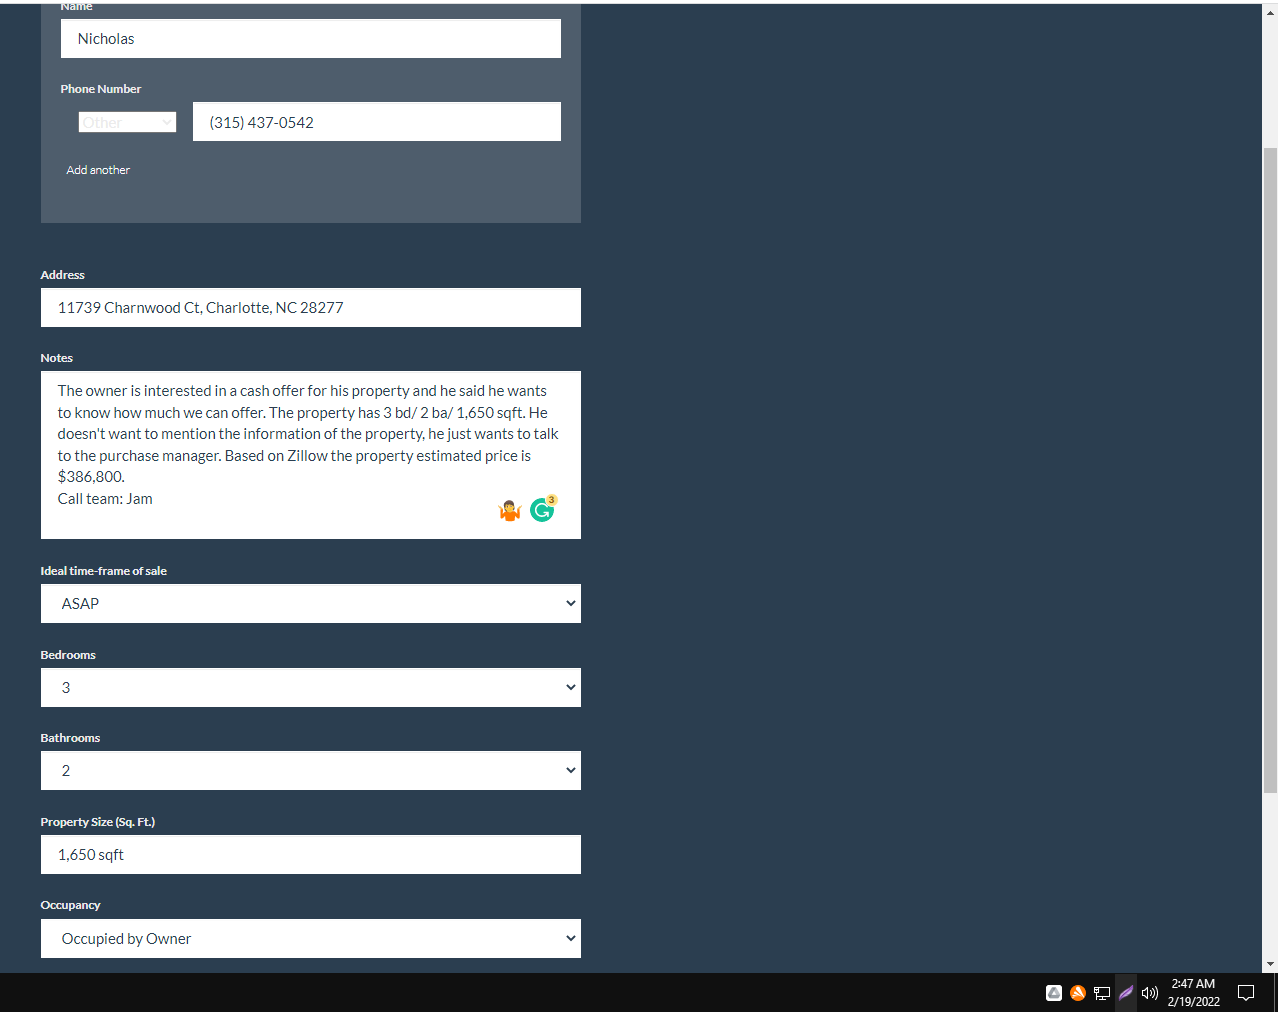 Name
Nicholas
Phone Number
Other
(315) 437-0542
Add another
Address
11739 Charnwood Ct, Charlotte, NC 28277
Notes
The owner is interested in a cash offer for his property and he said he wants
to know how much we can offer. The property has 3 bd/ 2 ba/ 1,650 sqft. He
doesn't want to mention the information of the property, he just wants to talk
to the purchase manager. Based on Zillow the property estimated price is
$386,800.
Call team: Jam
3
Ideal time-frame of sale
ASAP
Bedrooms
3
Bathrooms
2
Property Size (Sq. Ft.)
1,650 sqft
Occupancy
Occupied by Owner
2:47 AM
2/19/2022